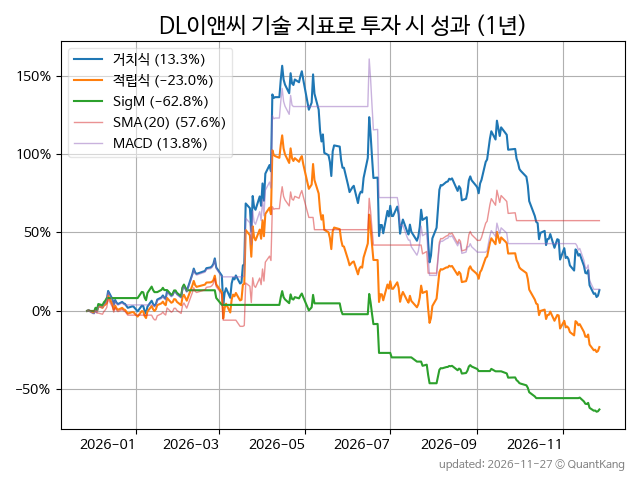 DL이앤씨 기술 지표로 투자 시 성과 (1년)
거치식 (13.3%)
적립식 (−23.0%)
SigM (−62.8%)
SMA(20) (57.6%)
MACD (13.8%)
150%
100%
50%
0%
−50%
2026-01 2026-03 2026-05 2026-07 2026-09 2026-11
updated: 2026-11-27 © QuantKang